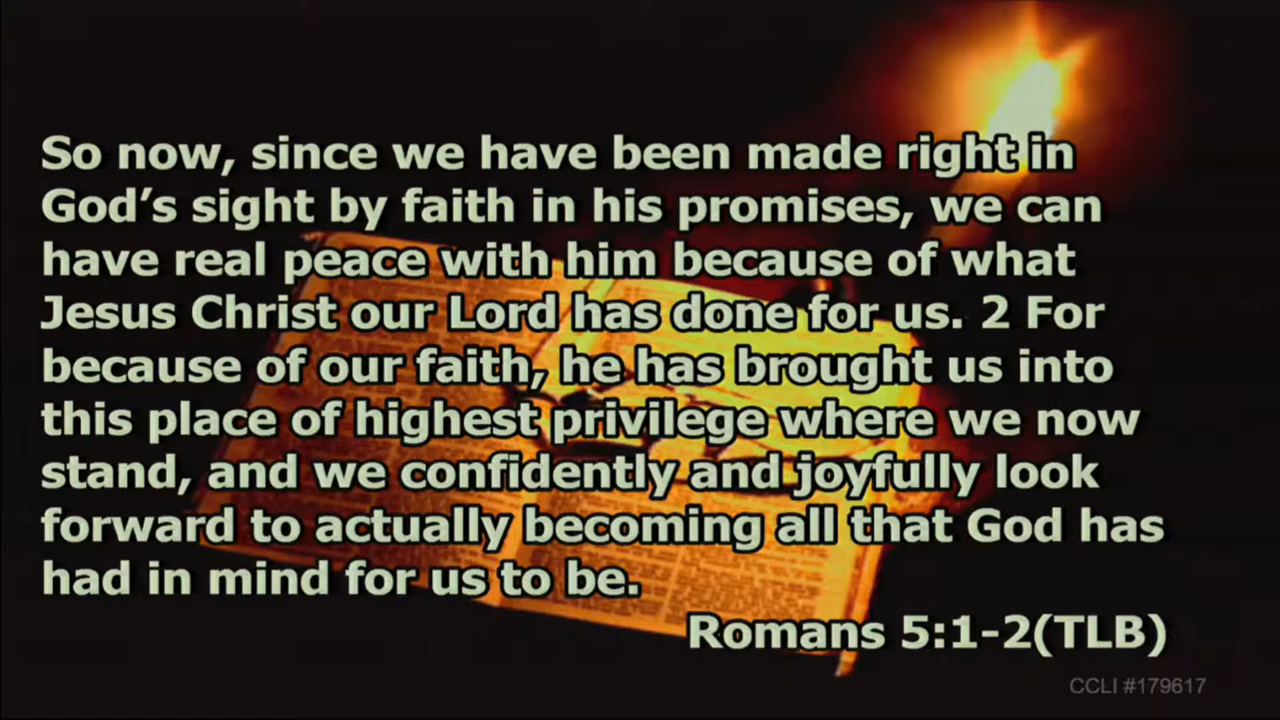 So now, since we have been made right in
God’s sight by faith in his promises, we can
have real peace with him because of what
Jesus Christ our Lord has done for us. 2 For
because of our faith, he has brought us into
this place of highest privilege where we now
stand, and we confidently and joyfully look
forward to actually becoming all that God has
had in mind for us to be.
Romans 5:1-2(TLB)
CCLI #179617